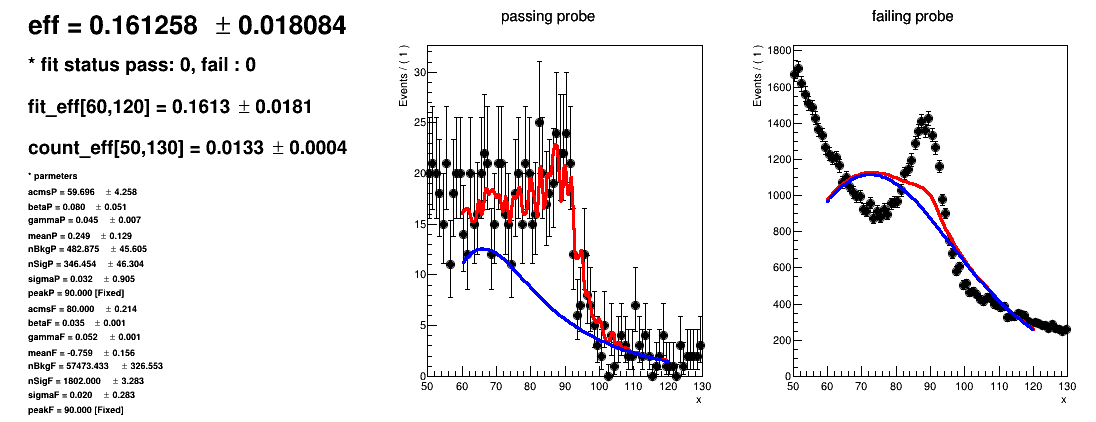 eff = 0.161258 ± 0.018084
* fit status pass: 0, fail : 0
fit_eff[60,120] = 0.1613 ± 0.0181
count_eff[50,130] = 0.0133 ± 0.0004
* parmeters
acmsP = 59.696 ± 4.258
betaP = 0.080 ± 0.051
gammaP = 0.045 ± 0.007
meanP = 0.249 ± 0.129
nBkgP = 482.875 ± 45.605
nSigP = 346.454 ± 46.304
sigmaP = 0.032 ± 0.905
peakP = 90.000 [Fixed]
acmsF = 80.000 ± 0.214
betaF = 0.035 ± 0.001
gammaF = 0.052 ± 0.001
meanF = -0.759 ± 0.156
nBkgF = 57473.433 ± 326.553
nSigF = 1802.000 ± 3.283
sigmaF = 0.020 ± 0.283
peakF = 90.000 [Fixed]
passing probe
Events / ( 1 )
30
25
20
15
10
5
0
50 60 70 80 90 100 110 120 130
x
failing probe
Events / ( 1 )
1800
1600
1400
1200
1000
800
600
400
200
0
50 60 70 80 90 100 110 120 130
x